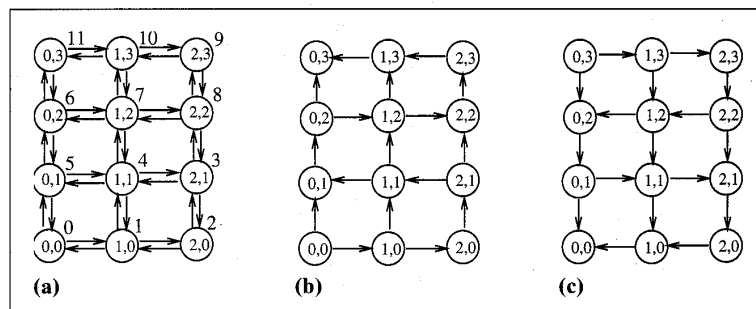 11 10 9
0,3 1,3 2,3 0,3 1,3 2,3 0,3 1,3 2,3
6 7 8
0,2 1,2 2,2 0,2 1,2 2,2 0,2 1,2 2,2
5 4 3
0,1 1,1 2,1 0,1 1,1 2,1 0,1 1,1 2,1
0 1 2
0,0 1,0 2,0 0,0 1,0 2,0 0,0 1,0 2,0
(a) (b) (c)